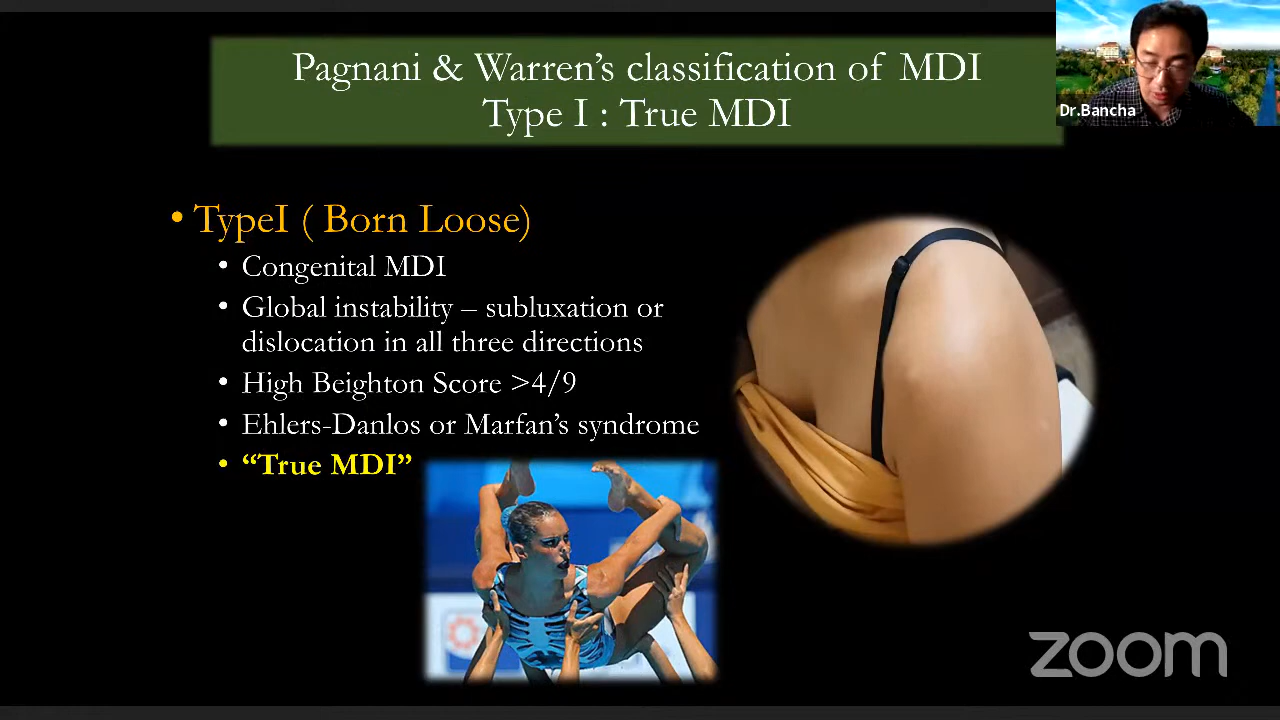 Pagnani & Warren's classification of MDI
Type I : True MDI
Dr.Bancha
• TypeI ( Born Loose)
• Congenital MDI
• Global instability – subluxation or
dislocation in all three directions
• High Beighton Score >4/9
• Ehlers-Danlos or Marfan's syndrome
• “True MDI”
zoom